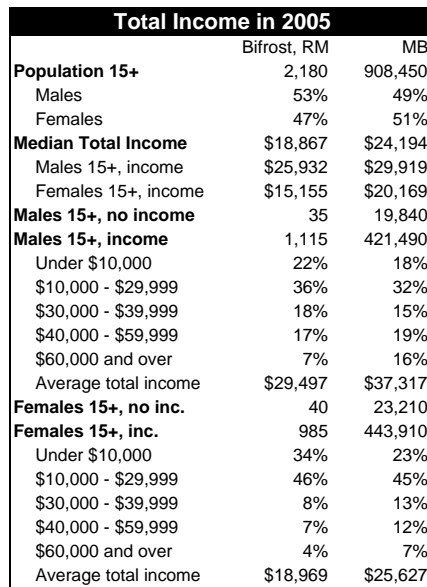 Total Income in 2005
Bifrost, RM MB
Population 15+ 2,180 908,450
Males 53% 49%
Females 47% 51%
Median Total Income $18,867 $24,194
Males 15+, income $25,932 $29,919
Females 15+, income $15,155 $20,169
Males 15+, no income 35 19,840
Males 15+, income 1,115 421,490
Under $10,000 22% 18%
$10,000 - $29,999 36% 32%
$30,000 - $39,999 18% 15%
$40,000 - $59,999 17% 19%
$60,000 and over 7% 16%
Average total income $29,497 $37,317
Females 15+, no inc. 40 23,210
Females 15+, inc. 985 443,910
Under $10,000 34% 23%
$10,000 - $29,999 46% 45%
$30,000 - $39,999 8% 13%
$40,000 - $59,999 7% 12%
$60,000 and over 4% 7%
Average total income $18,969 $25,627